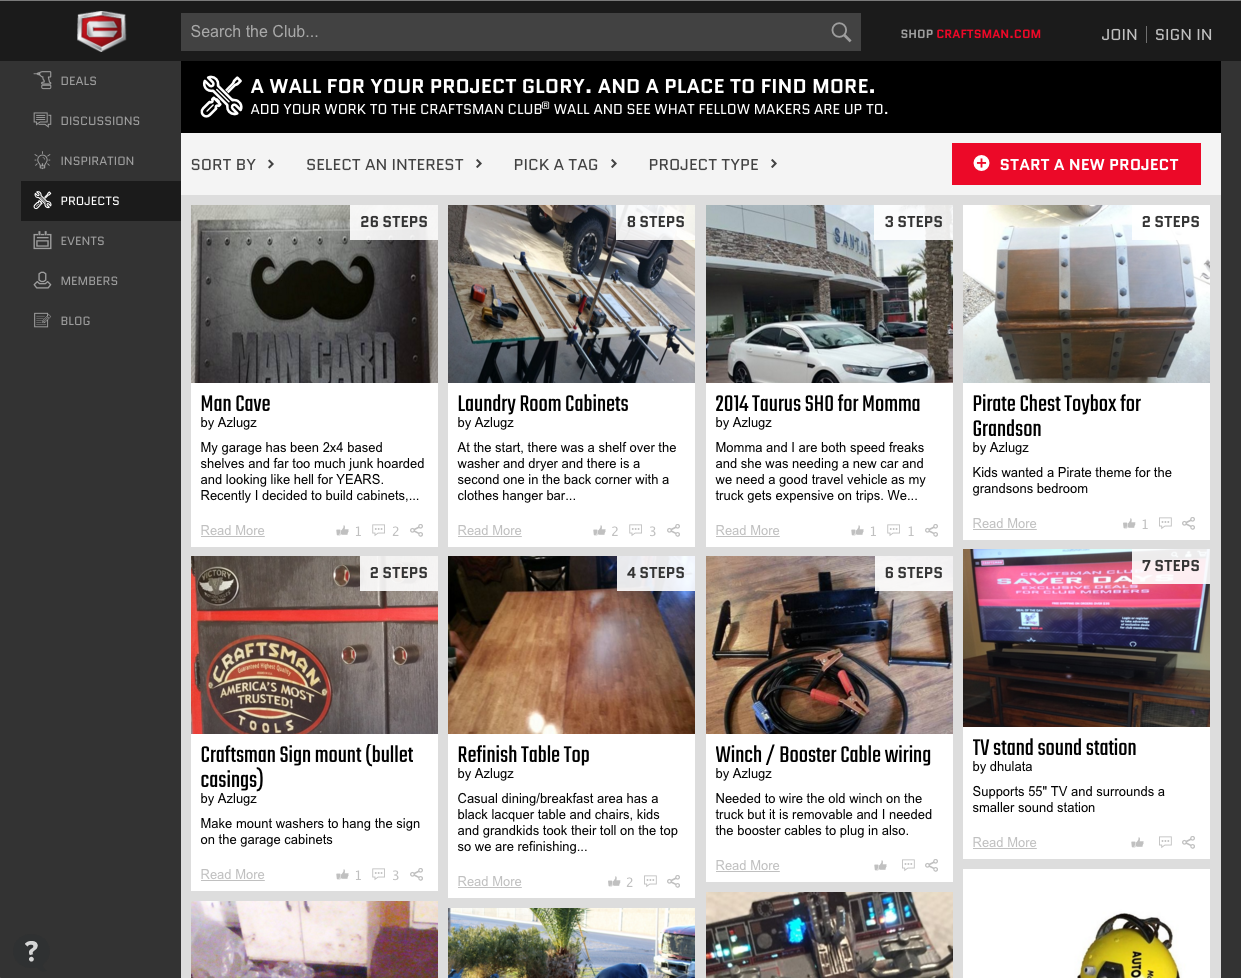 Search the Club...
SHOP CRAFTSMAN.COM
JOIN
SIGN IN
DEALS
DISCUSSIONS
INSPIRATION
PROJECTS
EVENTS
MEMBERS
BLOG
?
A WALL FOR YOUR PROJECT GLORY. AND A PLACE TO FIND MORE.
ADD YOUR WORK TO THE CRAFTSMAN CLUB® WALL AND SEE WHAT FELLOW MAKERS ARE UP TO.
SORT BY
SELECT AN INTEREST
PICK A TAG
PROJECT TYPE
START A NEW PROJECT
26 STEPS
MAN CARD
Man Cave
by Azlugz
My garage has been 2x4 based
shelves and far too much junk hoarded
and looking like hell for YEARS.
Recently I decided to build cabinets,...
Read More
1
2
8 STEPS
Laundry Room Cabinets
by Azlugz
At the start, there was a shelf over the
washer and dryer and there is a
second one in the back corner with a
clothes hanger bar...
Read More
2
3
3 STEPS
SANTAN
2014 Taurus SHO for Momma
by Azlugz
Momma and I are both speed freaks
and she was needing a new car and
we need a good travel vehicle as my
truck gets expensive on trips. We...
Read More
1
1
2 STEPS
Pirate Chest Toybox for
Grandson
by Azlugz
Kids wanted a Pirate theme for the
grandsons bedroom
Read More
1
2 STEPS
VICTORY
CRAFTSMAN
Guaranteed Highest Quality
AMERICA'S MOST
TRUSTED!
TOOLS
Craftsman Sign mount (bullet
casings)
by Azlugz
Make mount washers to hang the sign
on the garage cabinets
Read More
1
3
4 STEPS
Refinish Table Top
by Azlugz
Casual dining/breakfast area has a
black lacquer table and chairs, kids
and grandkids took their toll on the top
so we are refinishing...
Read More
2
6 STEPS
Winch / Booster Cable wiring
by Azlugz
Needed to wire the old winch on the
truck but it is removable and I needed
the booster cables to plug in also.
Read More
7 STEPS
CRAFTSMAN CLU
SAVER DA
EXCLUSIVE DEALS
FOR CLUB MEMBERS
TV stand sound station
by dhulata
Supports 55" TV and surrounds a
smaller sound station
Read More
AUTO